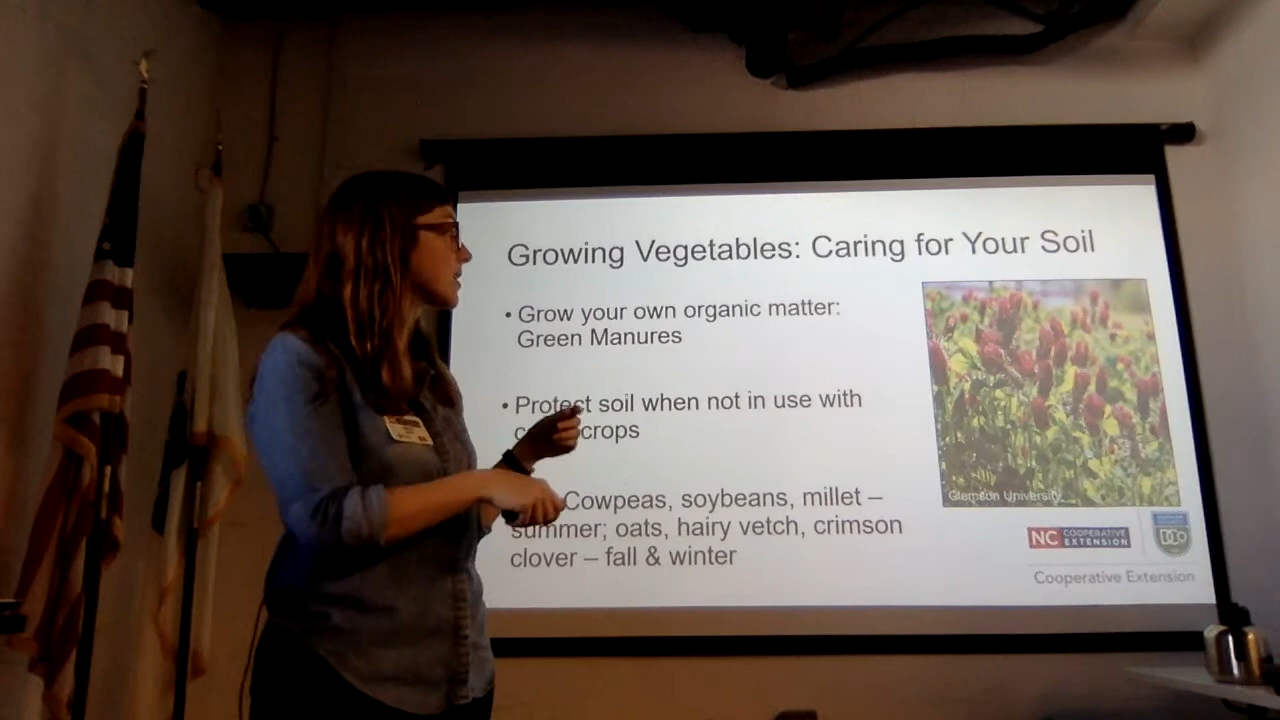 Growing Vegetables: Caring for Your Soil
• Grow your own organic matter:
Green Manures
• Protect soil when not in use with
crops
Cowpeas, soybeans, millet –
summer; oats, hairy vetch, crimson
clover – fall & winter
Clemson University
NC COOPERATIVE
EXTENSION
DCo
Cooperative Extension